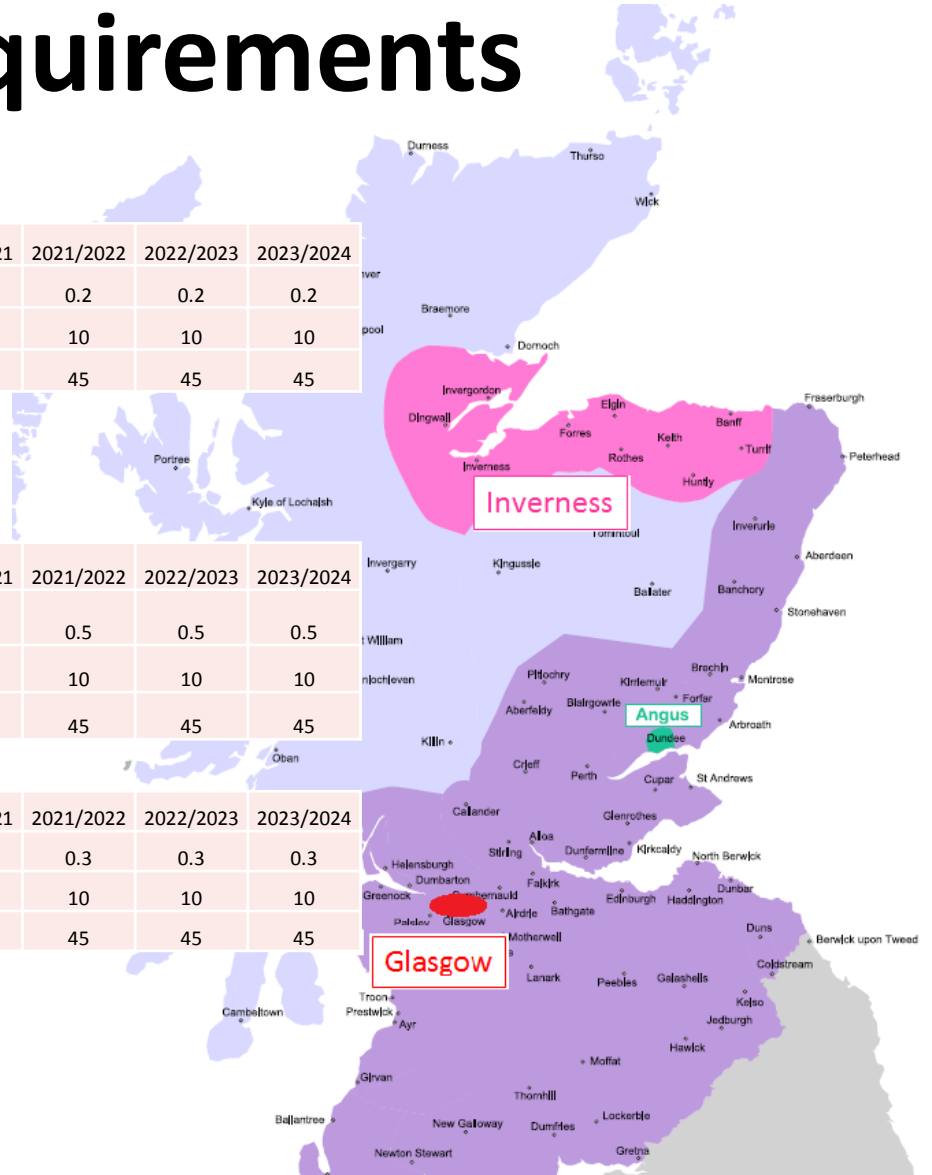 quirements
Durness
Thurso
Wick
21 2021/2022 2022/2023 2023/2024
0.2 0.2 0.2
10 10 10
45 45 45
ver
Braemore
pool
Dornoch
Invergordon
Dingwall
Elgin
Banff
Fraserburgh
Forres
Keith
Turrif
Inverness
Rothes
Peterhead
Portree
Huntly
Kyle of Lochalsh
Inverness
Inverurie
Tomintoul
21 2021/2022 2022/2023 2023/2024
0.5 0.5 0.5
10 10 10
45 45 45
Invergarry
Kingussie
Aberdeen
Ballater
Banchory
Stonehaven
t William
nlochleven
Pitlochry
Kirriemuir
Brechin
Montrose
Aberfeldy
Blairgowrie
Forfar
Angus
Arbroath
Dundee
Killin
Oban
Crieff
Perth
Cupar
St Andrews
21 2021/2022 2022/2023 2023/2024
0.3 0.3 0.3
10 10 10
45 45 45
Callander
Glenrothes
Alloa
Stirling
Dunfermline
Kirkcaldy
North Berwick
Helensburgh
Dumbarton
Falkirk
Dunbar
Greenock
Cumbernauld
Edinburgh
Haddington
Paisley
Glasgow
Airdrie
Bathgate
Motherwell
Duns
Berwick upon Tweed
Glasgow
s
Lanark
Peebles
Galashells
Coldstream
Troon
Prestwick
Kelso
Cambeltown
Ayr
Jedburgh
Hawick
Moffat
Girvan
Thornhill
Ballantree
New Galloway
Dumfries
Lockerbie
Newton Stewart
Gretna